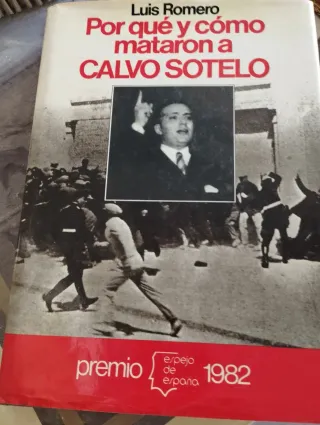 Luis Romero
Por qué y cómo
mataron a
CALVO SOTELO
premio espejo de españa 1982